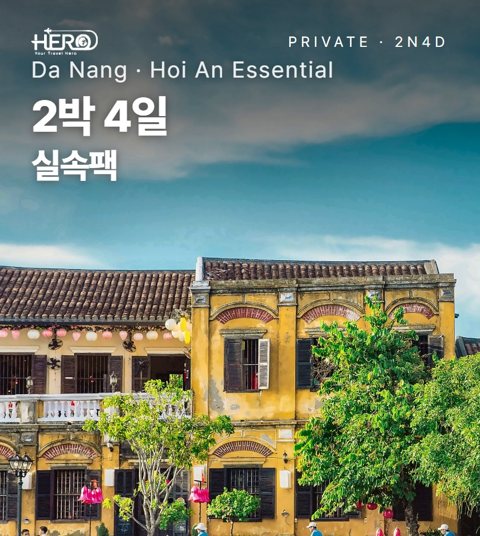 HERO
Your Travel Hero
PRIVATE · 2N4D
Da Nang · Hoi An Essential
2박 4일
실속팩